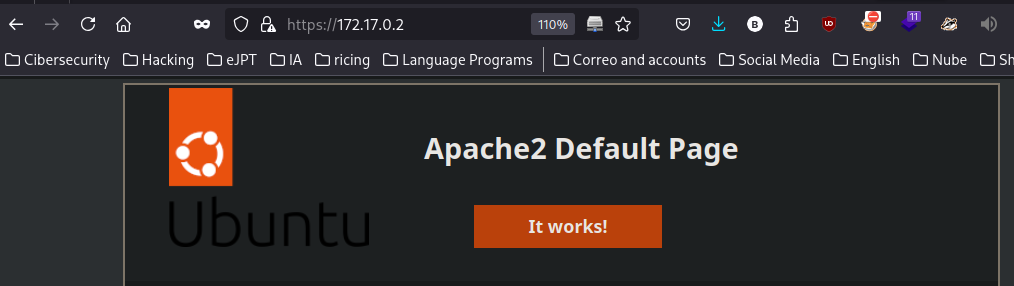 https://172.17.0.2 110% 11
Cibersecurity Hacking eJPT IA ricing Language Programs Correo and accounts Social Media English Nube Sh
Apache2 Default Page
Ubuntu
It works!